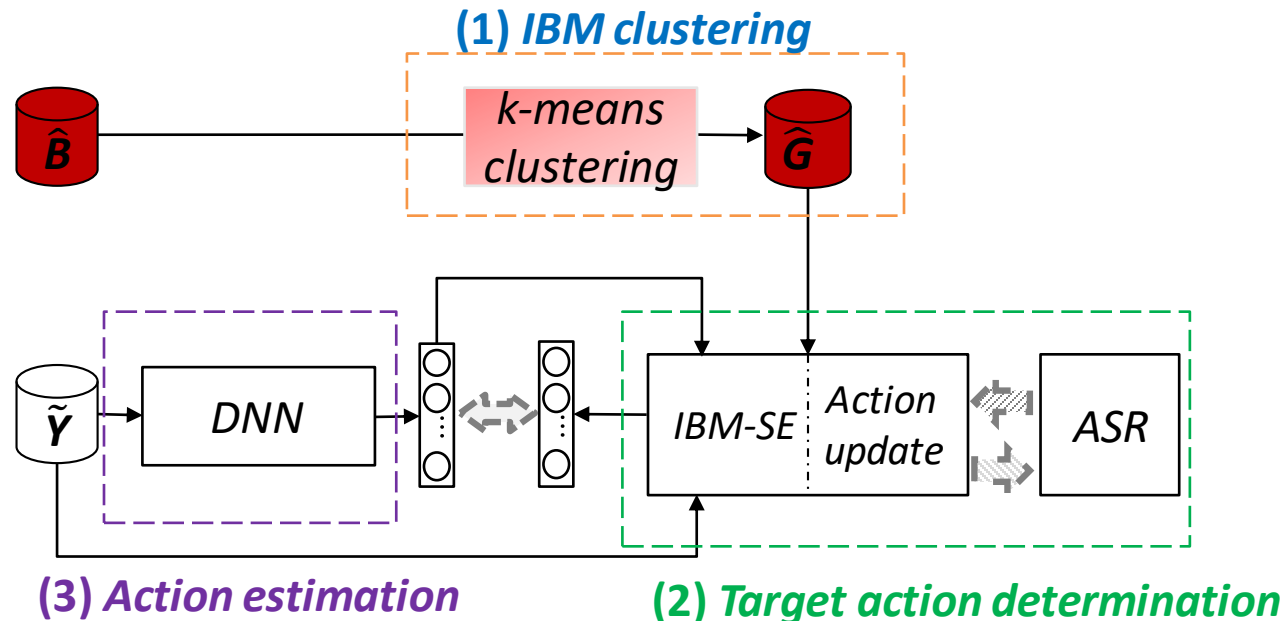 (1) IBM clustering
B̂
k-means
clustering
Ĝ
Ỹ
DNN
IBM-SE
Action
update
ASR
(3) Action estimation
(2) Target action determination